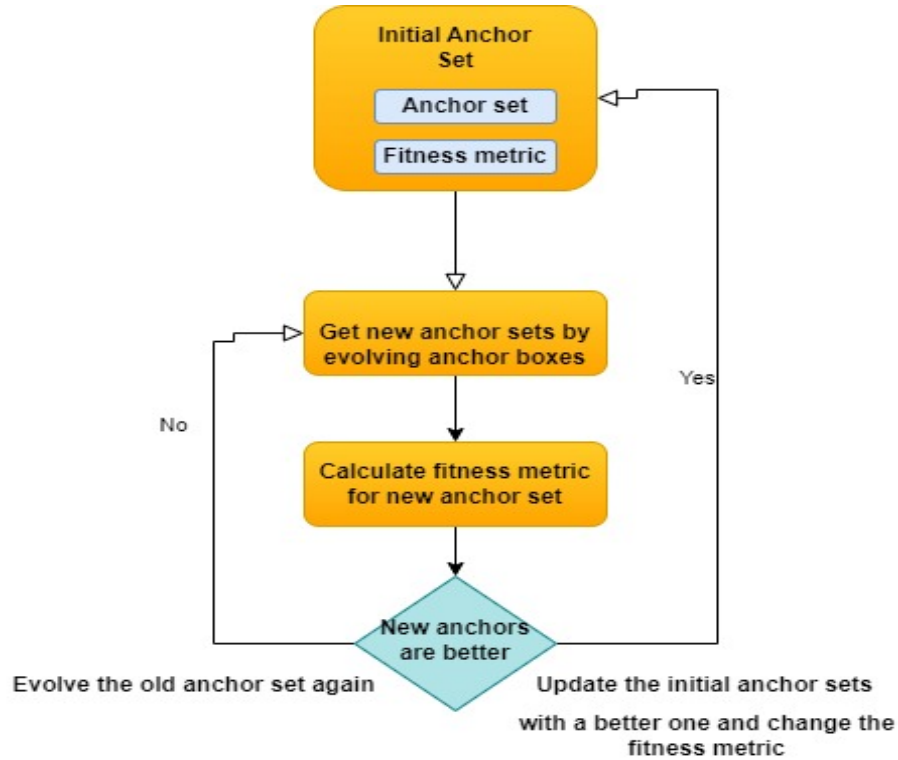 Initial Anchor
Set
Anchor set
Fitness metric
Get new anchor sets by
evolving anchor boxes
Yes
No
Calculate fitness metric
for new anchor set
New anchors
are better
Evolve the old anchor set again
Update the initial anchor sets
with a better one and change the
fitness metric